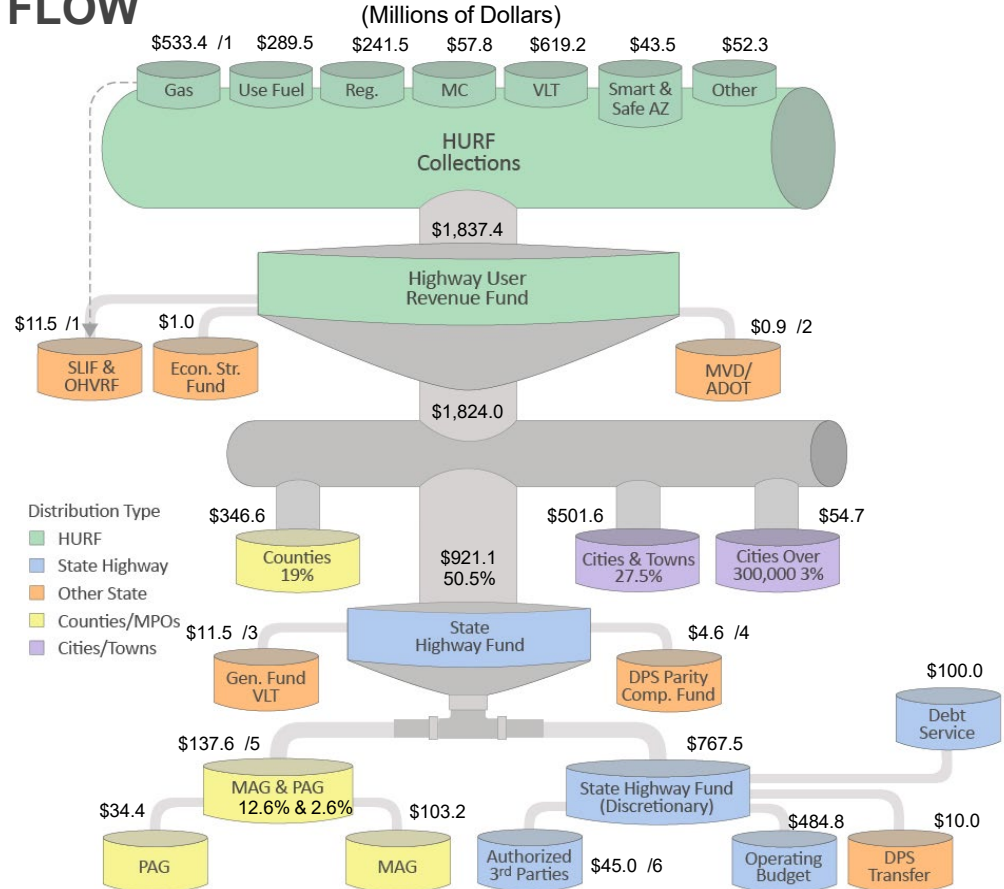 FLOW
(Millions of Dollars)
$533.4 /1 $289.5 $241.5 $57.8 $619.2 $43.5 $52.3
Gas
Use Fuel
Reg.
MC
VLT
Smart &
Safe AZ
Other
HURF
Collections
$1,837.4
Highway User
Revenue Fund
$11.5 /1
SLIF &
OHVRF
$1.0
Econ. Str.
Fund
$0.9 /2
MVD/
ADOT
$1,824.0
Distribution Type
HURF
State Highway
Other State
Counties/MPOs
Cities/Towns
$346.6
Counties
19%
$921.1
50.5%
$501.6
Cities & Towns
27.5%
$54.7
Cities Over
300,000 3%
State
Highway Fund
$11.5 /3
Gen. Fund
VLT
$4.6 /4
DPS Parity
Comp. Fund
$100.0
Debt
Service
$137.6 /5
MAG & PAG
12.6% & 2.6%
$767.5
State Highway Fund
(Discretionary)
$34.4
PAG
$103.2
MAG
Authorized
3rd Parties
$45.0 /6
$484.8
Operating
Budget
$10.0
DPS
Transfer